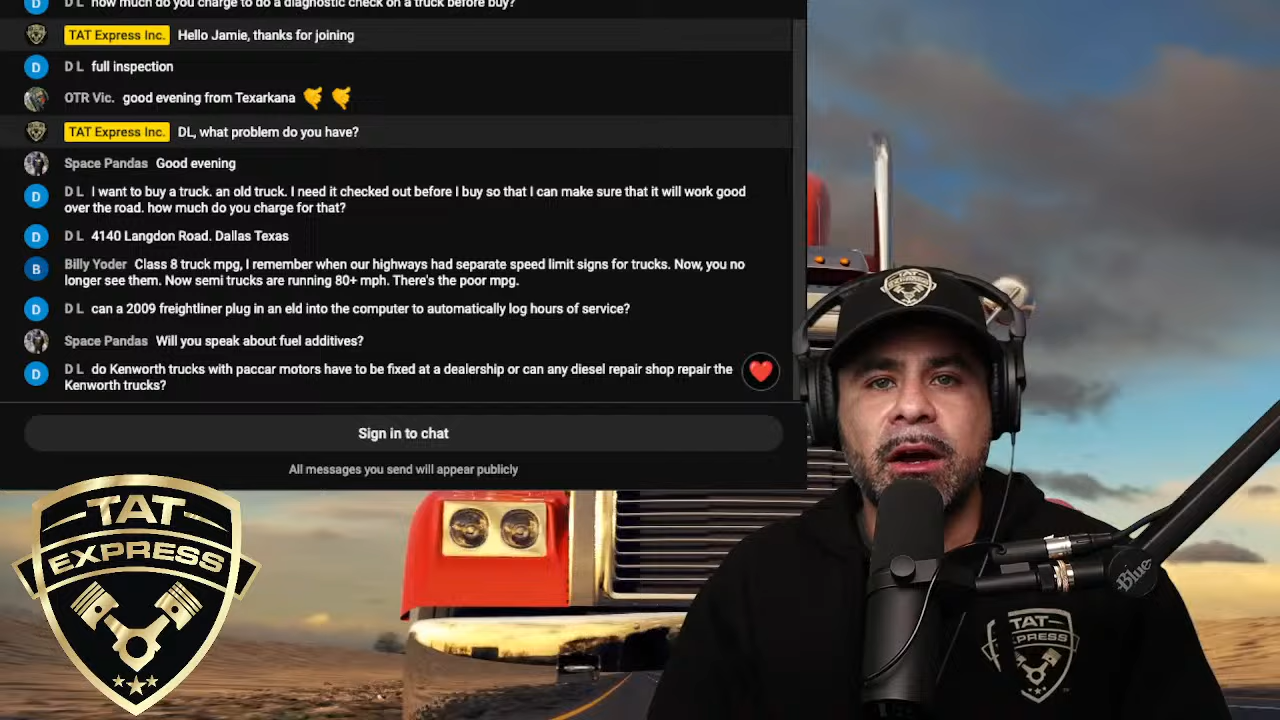 D L how much do you charge to do a diagnostic check on a truck before buy?
TAT Express Inc. Hello Jamie, thanks for joining
D L full inspection
OTR Vic. good evening from Texarkana
TAT Express Inc. DL, what problem do you have?
Space Pandas Good evening
D L I want to buy a truck. an old truck. I need it checked out before I buy so that I can make sure that it will work good
over the road. how much do you charge for that?
D L 4140 Langdon Road. Dallas Texas
Billy Yoder Class 8 truck mpg, I remember when our highways had separate speed limit signs for trucks. Now, you no
longer see them. Now semi trucks are running 80+ mph. There's the poor mpg.
D L can a 2009 freightliner plug in an eld into the computer to automatically log hours of service?
Space Pandas Will you speak about fuel additives?
D L do Kenworth trucks with paccar motors have to be fixed at a dealership or can any diesel repair shop repair the
Kenworth trucks?
Sign in to chat
All messages you send will appear publicly
TAT
EXPRESS
TAT
Blue
TAT
EXPRESS
D
D
D
D
B
D
D